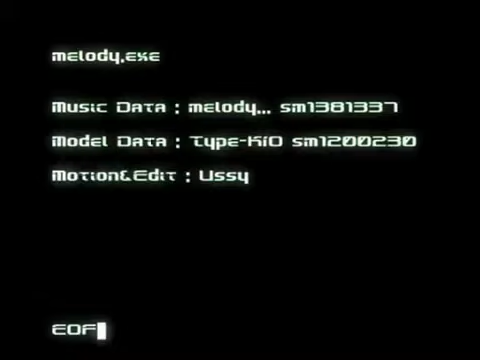 melody.exe
Music Data : melody... sm1381337
Model Data : Type-KIO sm1200230
Motion&Edit : Ussy
EOF